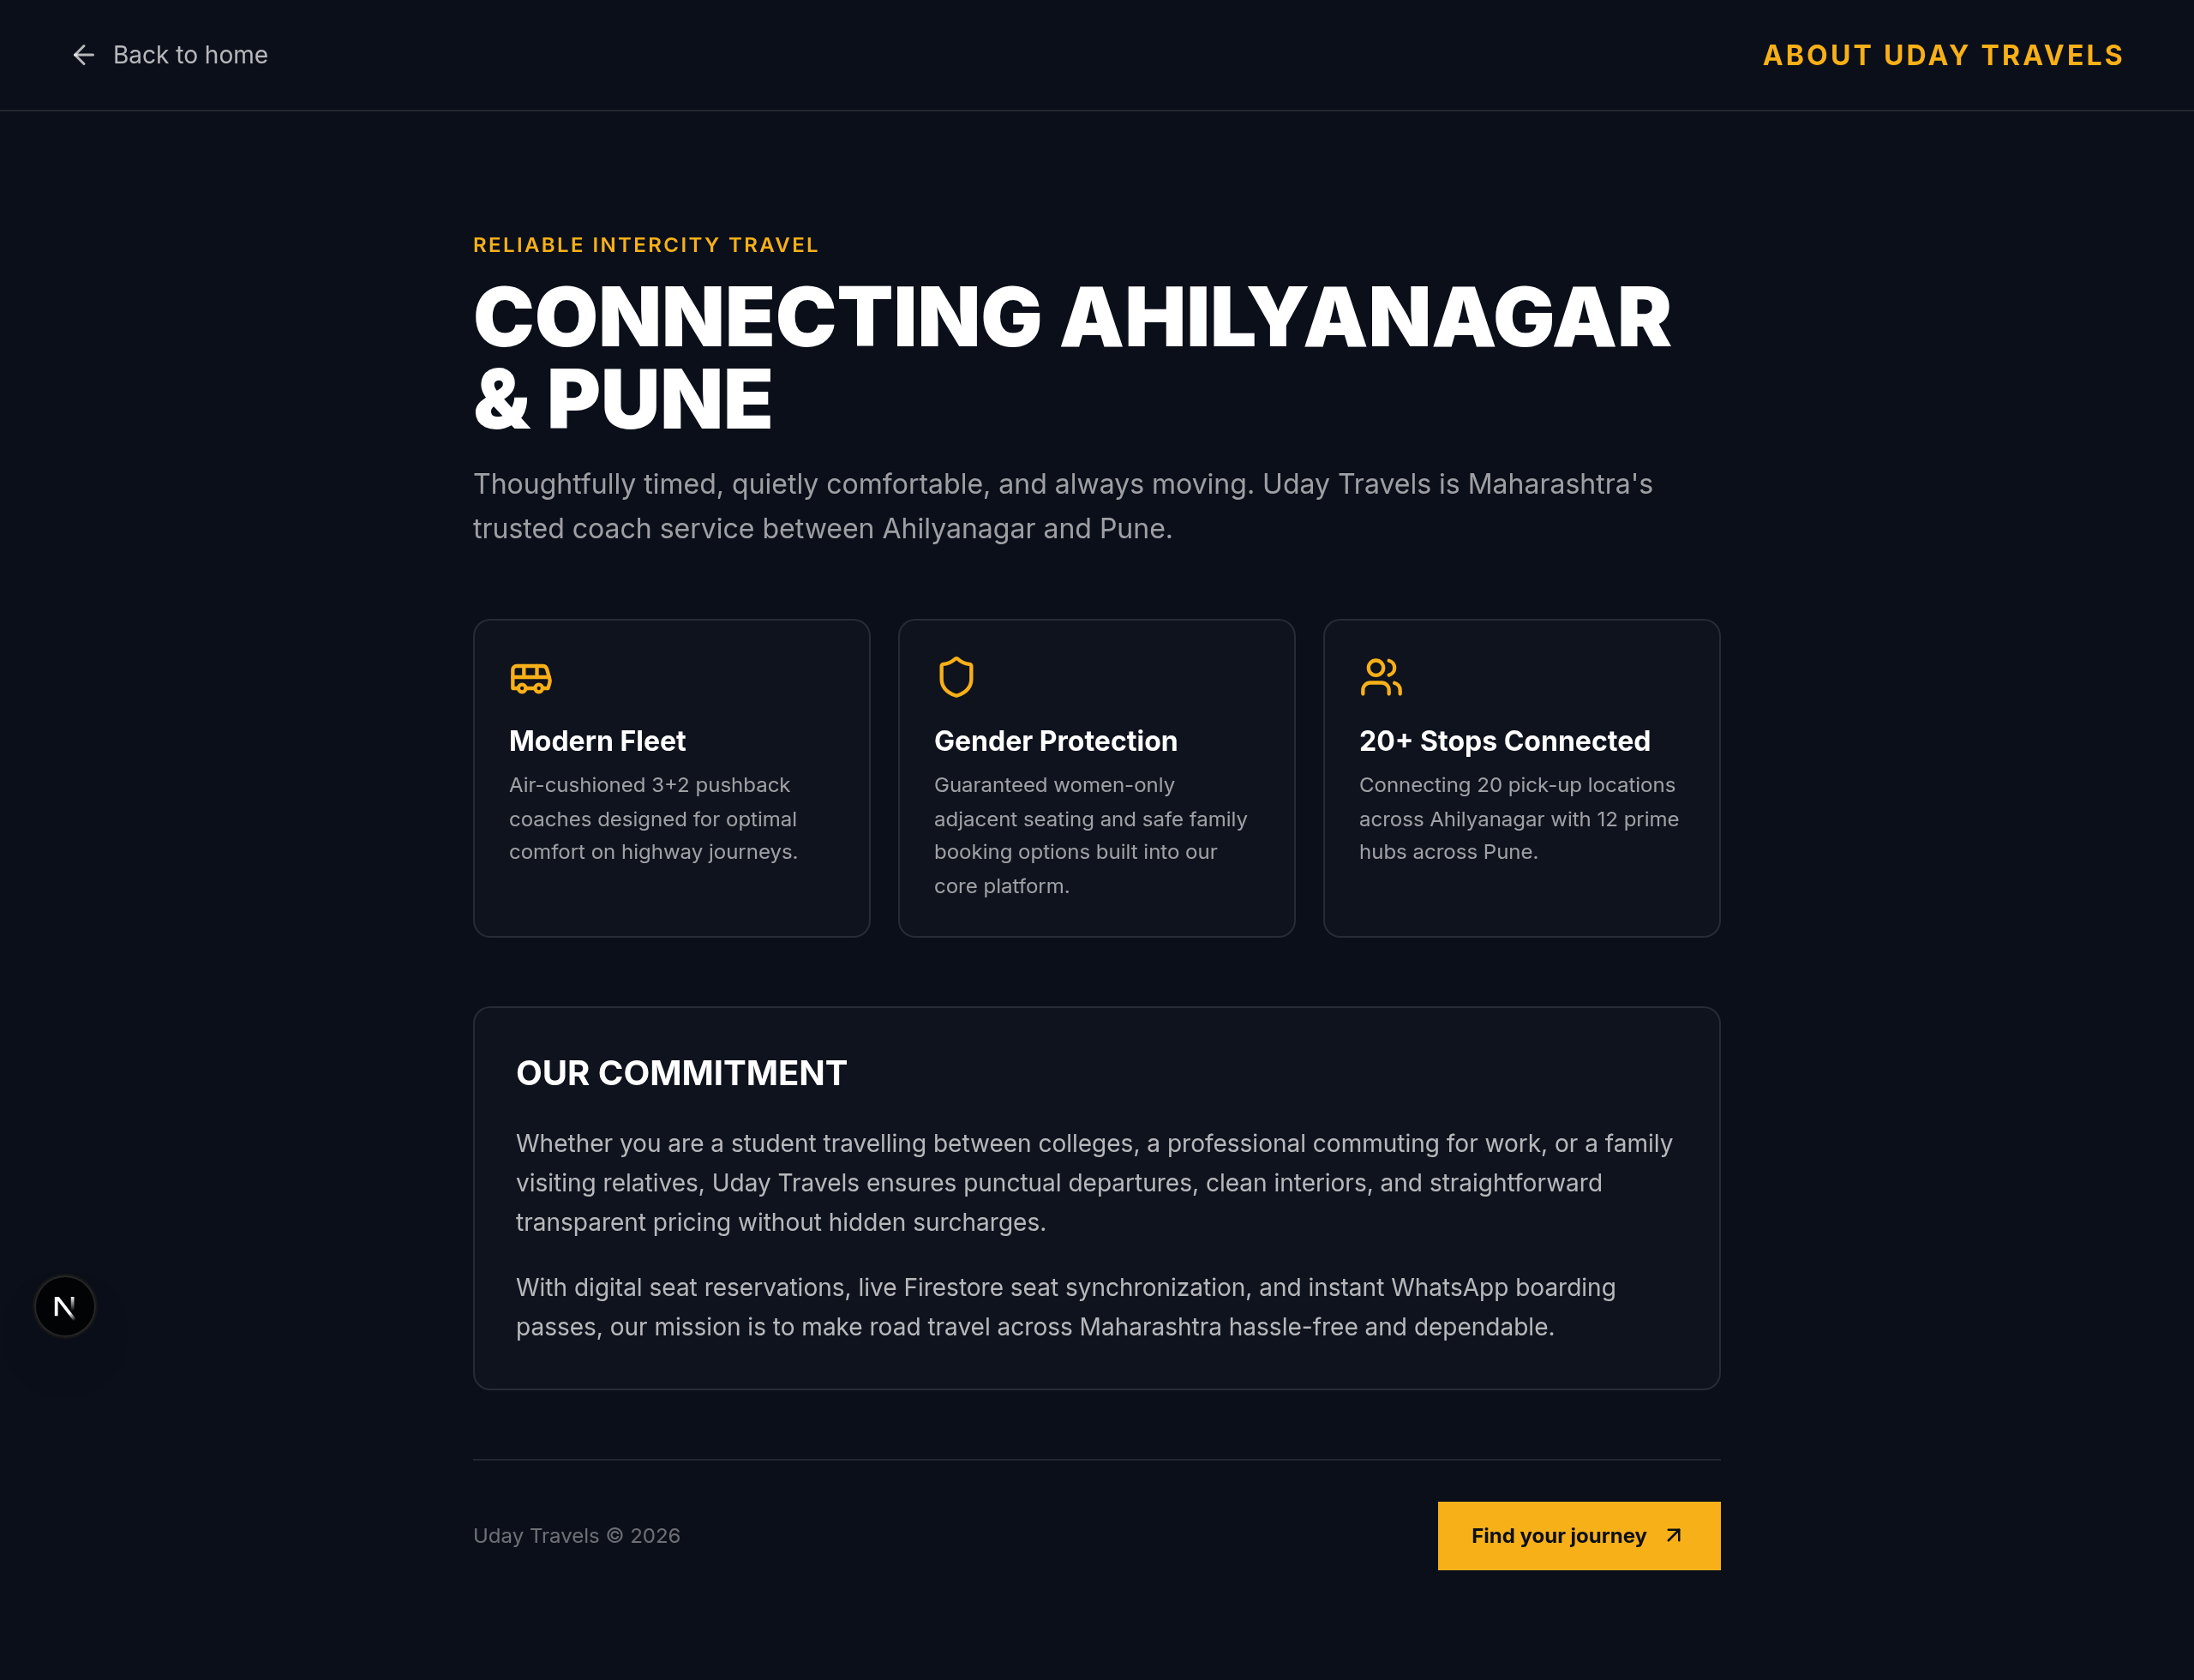 Back to home
ABOUT UDAY TRAVELS
RELIABLE INTERCITY TRAVEL
CONNECTING AHILYANAGAR
& PUNE
Thoughtfully timed, quietly comfortable, and always moving. Uday Travels is Maharashtra's
trusted coach service between Ahilyanagar and Pune.
Modern Fleet
Air-cushioned 3+2 pushback
coaches designed for optimal
comfort on highway journeys.
Gender Protection
Guaranteed women-only
adjacent seating and safe family
booking options built into our
core platform.
20+ Stops Connected
Connecting 20 pick-up locations
across Ahilyanagar with 12 prime
hubs across Pune.
OUR COMMITMENT
Whether you are a student travelling between colleges, a professional commuting for work, or a family
visiting relatives, Uday Travels ensures punctual departures, clean interiors, and straightforward
transparent pricing without hidden surcharges.
With digital seat reservations, live Firestore seat synchronization, and instant WhatsApp boarding
passes, our mission is to make road travel across Maharashtra hassle-free and dependable.
N
Uday Travels © 2026
Find your journey